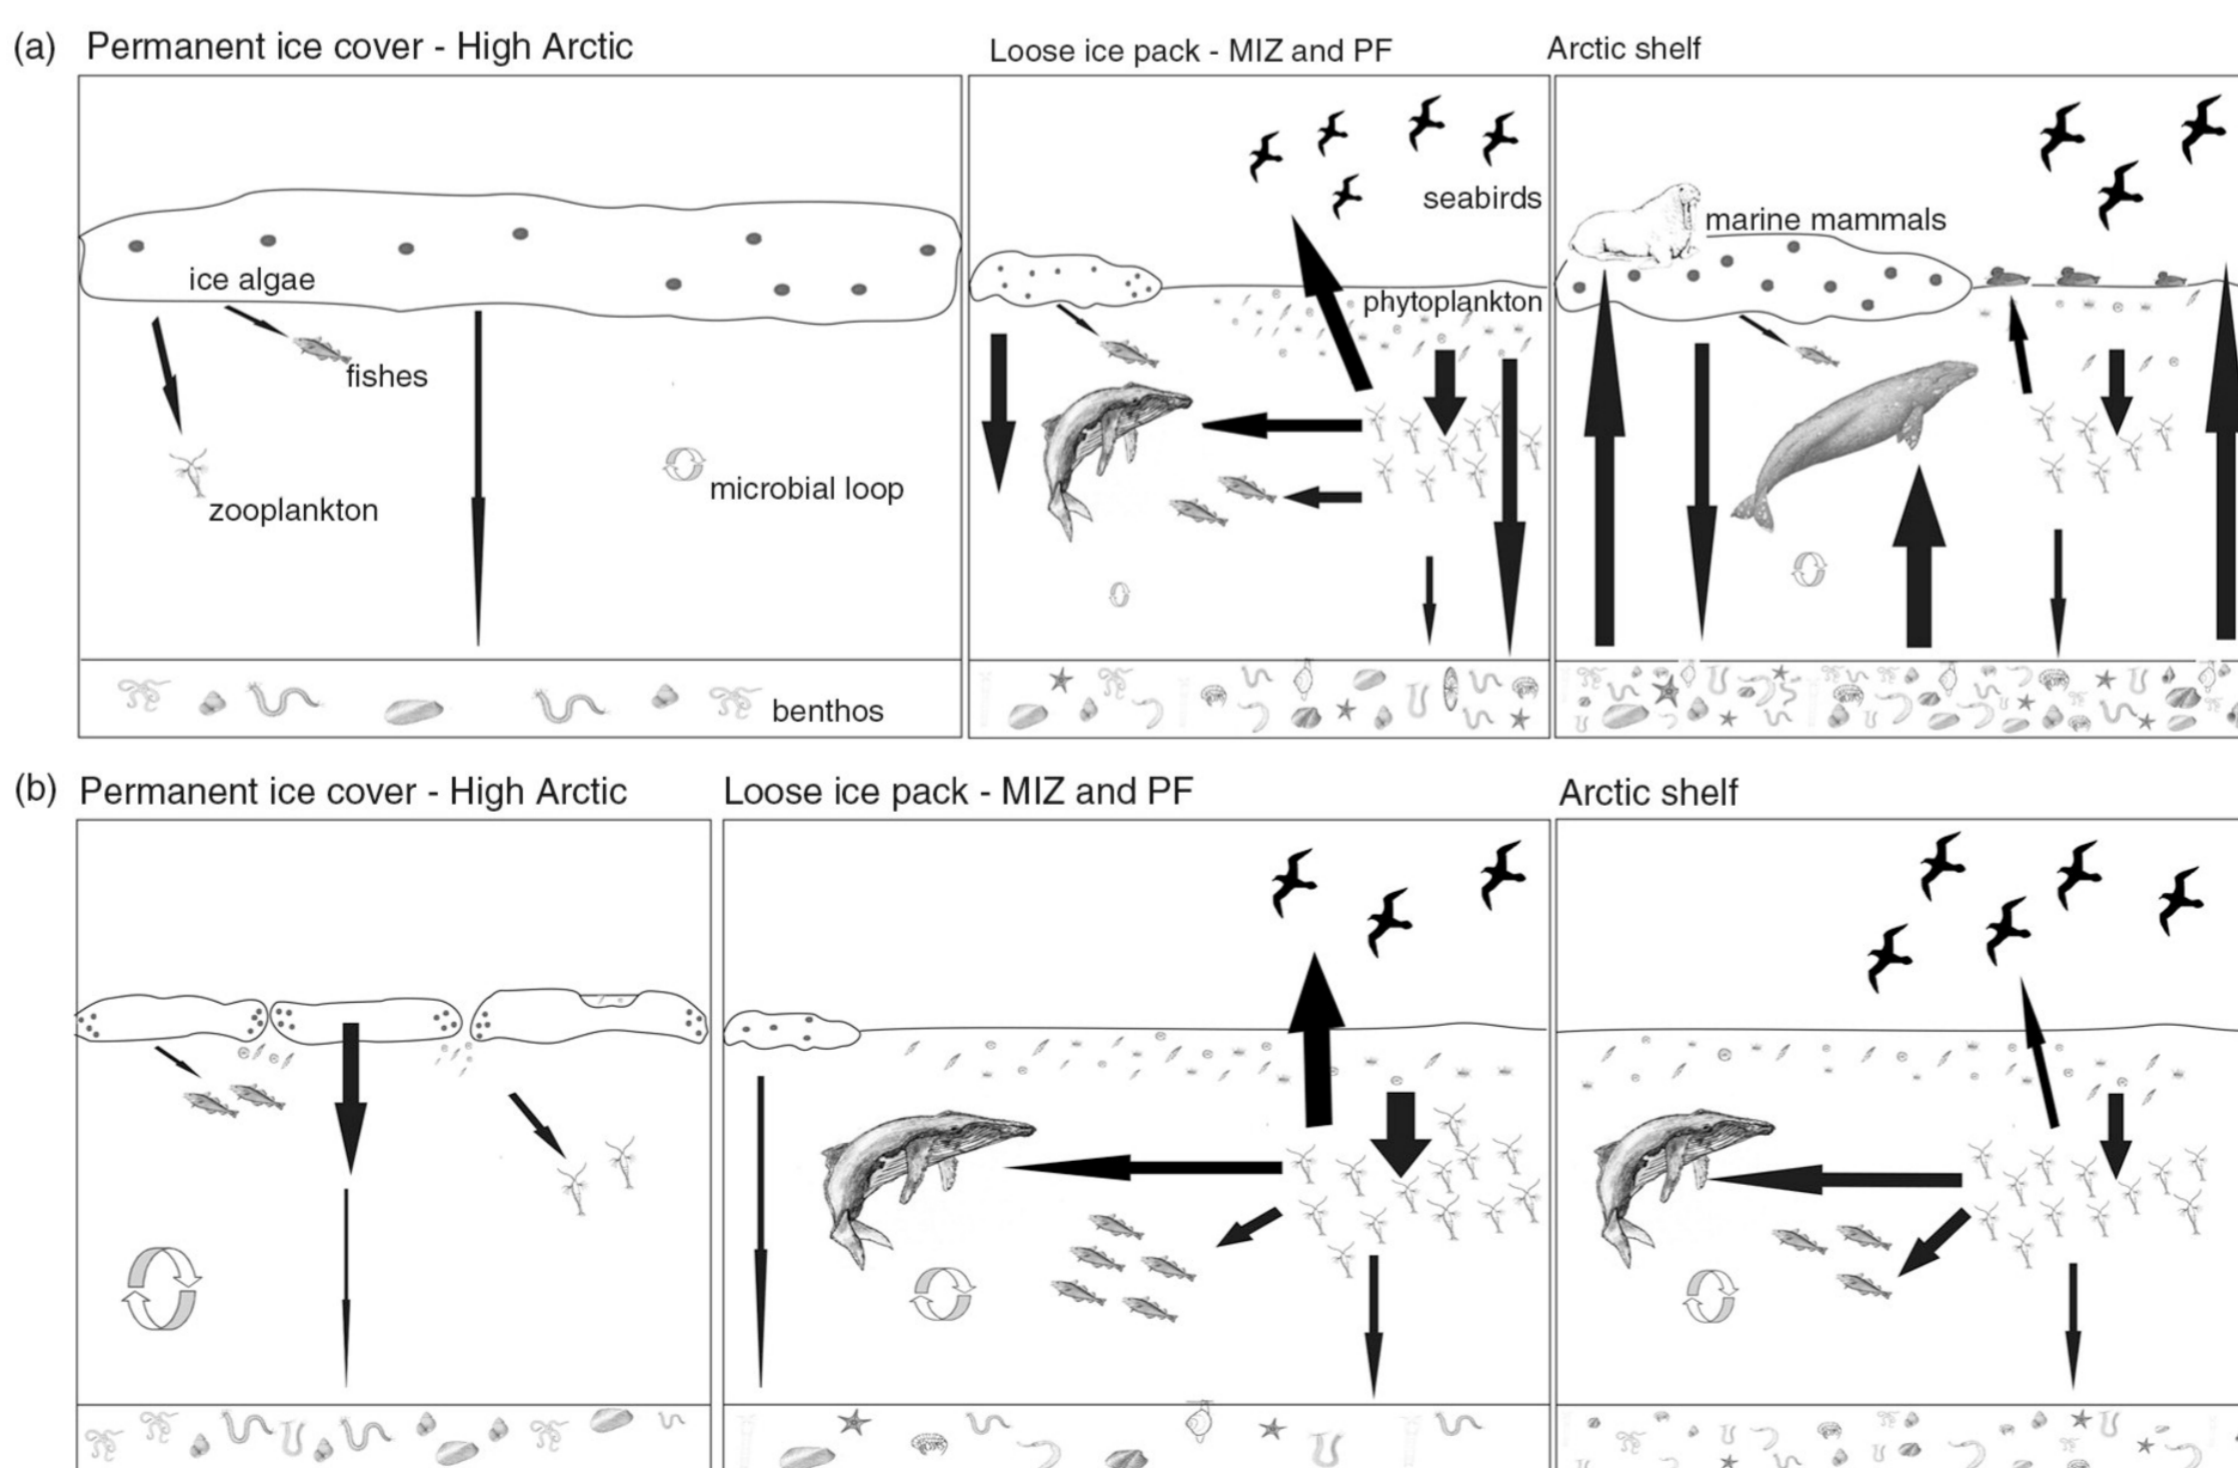 (a) Permanent ice cover - High Arctic
Loose ice pack - MIZ and PF
Arctic shelf
seabirds
marine mammals
ice algae
phytoplankton
fishes
microbial loop
zooplankton
benthos
(b) Permanent ice cover - High Arctic
Loose ice pack - MIZ and PF
Arctic shelf